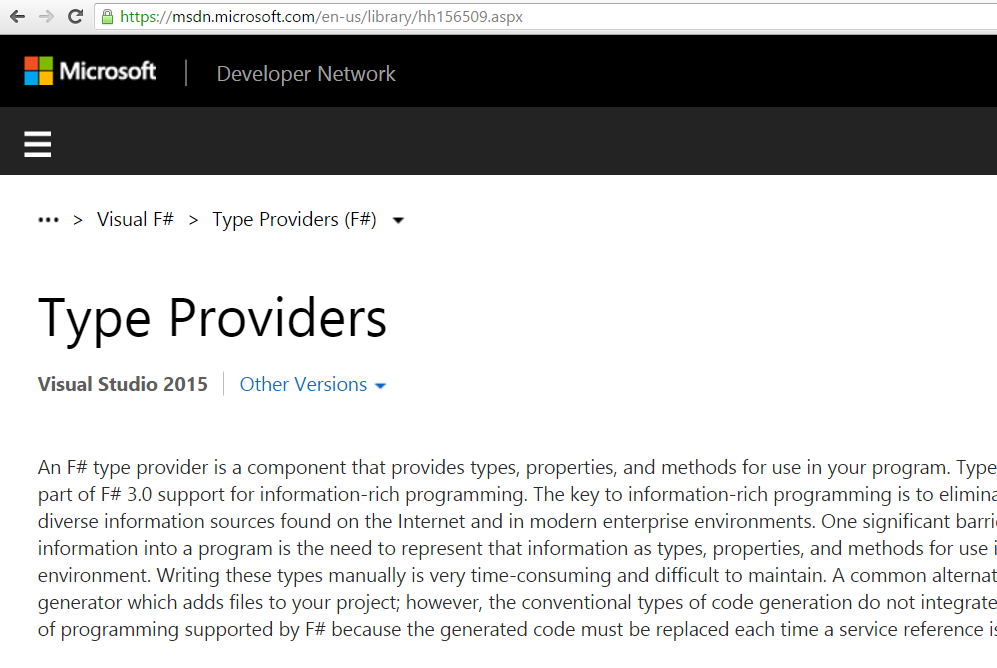 https://msdn.microsoft.com/en-us/library/hh156509.aspx
Microsoft | Developer Network
••• > Visual F# > Type Providers (F#)
Type Providers
Visual Studio 2015 | Other Versions
An F# type provider is a component that provides types, properties, and methods for use in your program. Type
part of F# 3.0 support for information-rich programming. The key to information-rich programming is to elimina
diverse information sources found on the Internet and in modern enterprise environments. One significant barri
information into a program is the need to represent that information as types, properties, and methods for use i
environment. Writing these types manually is very time-consuming and difficult to maintain. A common alternat
generator which adds files to your project; however, the conventional types of code generation do not integrate
of programming supported by F# because the generated code must be replaced each time a service reference is